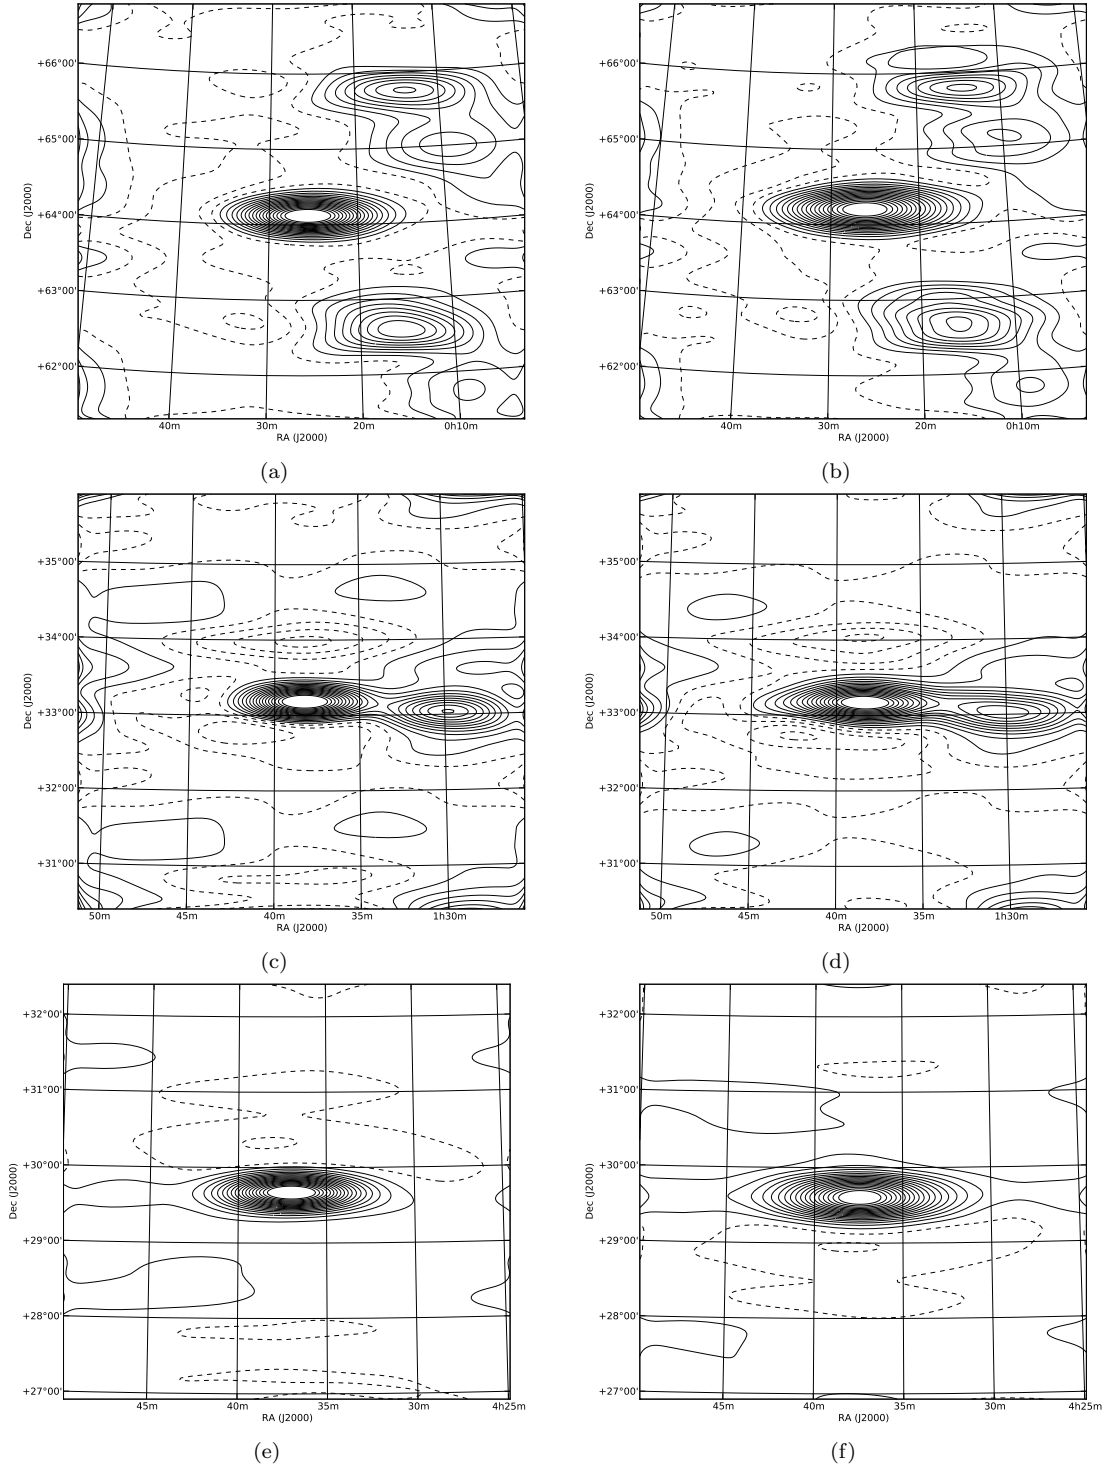 +66°00' +66°00'
+65°00' +65°00'
Dec (J2000) Dec (J2000)
+64°00' +64°00'
+63°00' +63°00'
+62°00' +62°00'
40m 30m 20m 0h10m 40m 30m 20m 0h10m
RA (J2000) RA (J2000)
(a) (b)
+35°00' +35°00'
+34°00' +34°00'
Dec (J2000) Dec (J2000)
+33°00' +33°00'
+32°00' +32°00'
+31°00' +31°00'
50m 45m 40m 35m 1h30m 50m 45m 40m 35m 1h30m
RA (J2000) RA (J2000)
(c) (d)
+32°00' +32°00'
+31°00' +31°00'
+30°00' +30°00'
Dec (J2000) Dec (J2000)
+29°00' +29°00'
+28°00' +28°00'
+27°00' +27°00'
45m 40m 35m 30m 4h25m 45m 40m 35m 30m 4h25m
RA (J2000) RA (J2000)
(e) (f)